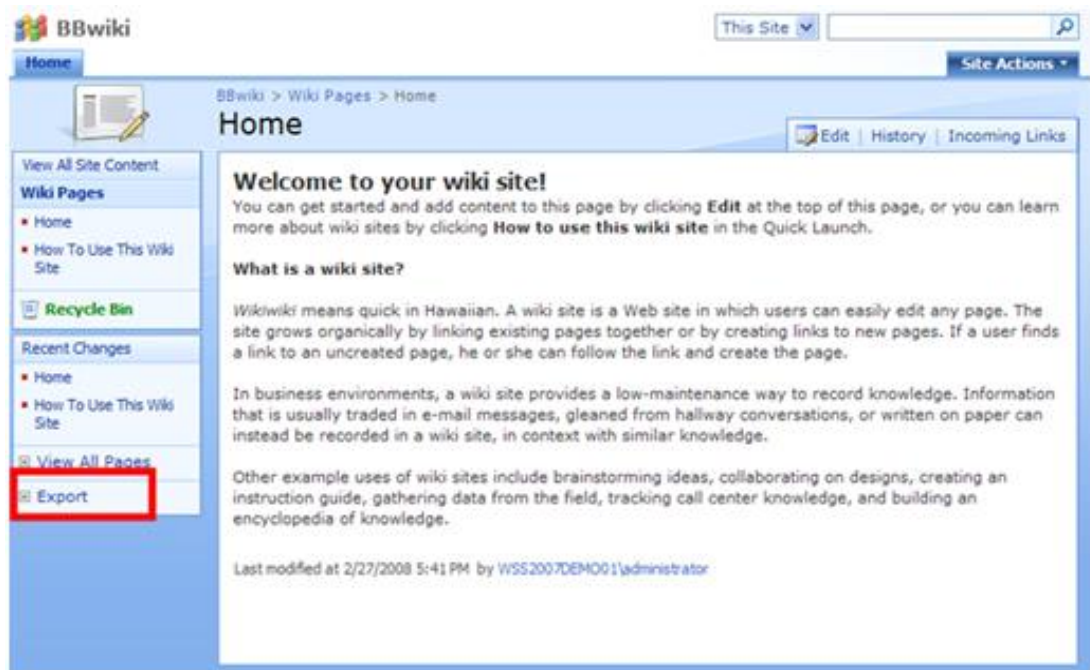 BBwiki
This Site
Home
Site Actions
BBwiki > Wiki Pages > Home
Home
Edit | History | Incoming Links
View All Site Content
Wiki Pages
Home
How To Use This Wiki
Site
Recycle Bin
Recent Changes
Home
How To Use This Wiki
Site
View All Pages
Export
Welcome to your wiki site!
You can get started and add content to this page by clicking Edit at the top of this page, or you can learn
more about wiki sites by clicking How to use this wiki site in the Quick Launch.
What is a wiki site?
Wikiwiki means quick in Hawaiian. A wiki site is a Web site in which users can easily edit any page. The
site grows organically by linking existing pages together or by creating links to new pages. If a user finds
a link to an uncreated page, he or she can follow the link and create the page.
In business environments, a wiki site provides a low-maintenance way to record knowledge. Information
that is usually traded in e-mail messages, gleaned from hallway conversations, or written on paper can
instead be recorded in a wiki site, in context with similar knowledge.
Other example uses of wiki sites include brainstorming ideas, collaborating on designs, creating an
instruction guide, gathering data from the field, tracking call center knowledge, and building an
encyclopedia of knowledge.
Last modified at 2/27/2008 5:41 PM by WSS2007DEMO01\administrator